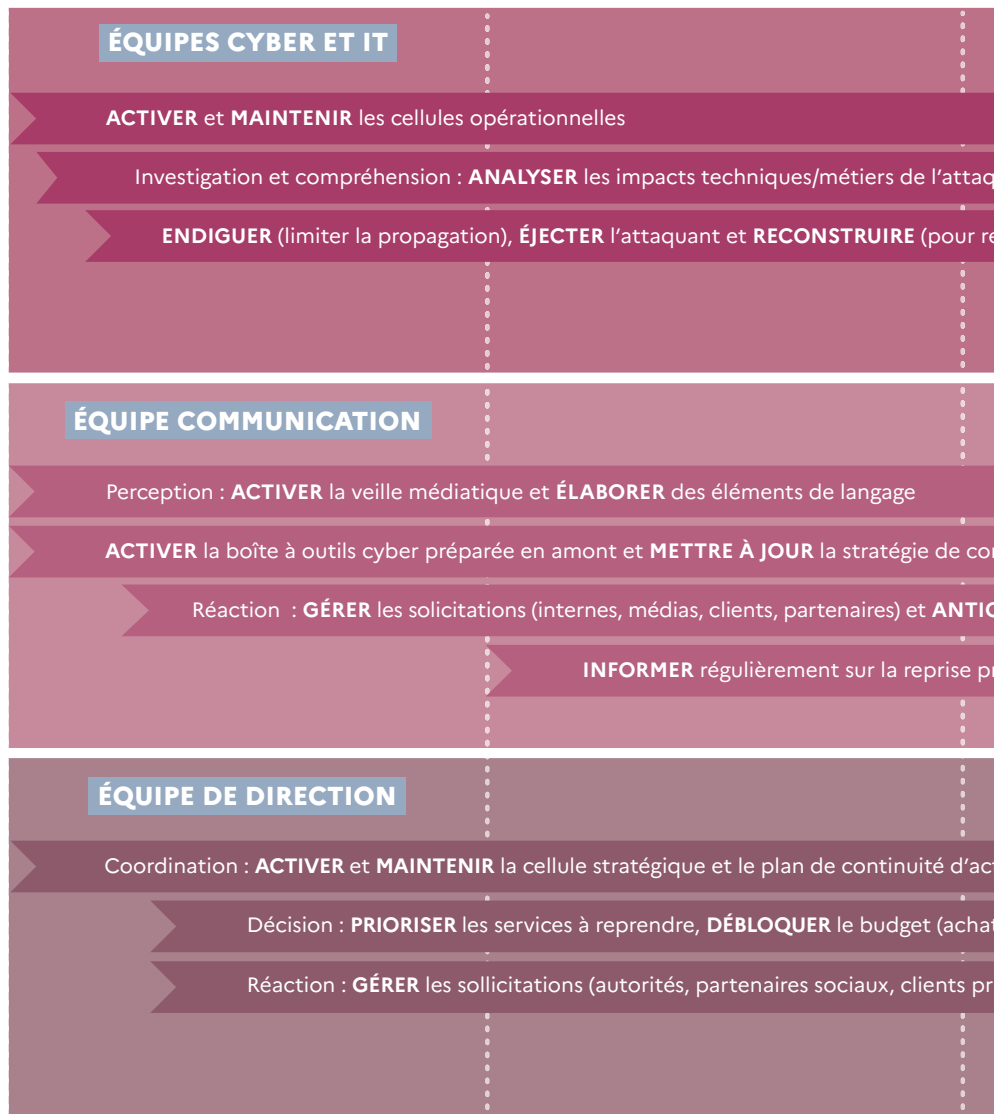 ÉQUIPES CYBER ET IT
ACTIVER et MAINTENIR les cellules opérationnelles
Investigation et compréhension : ANALYSER les impacts techniques/métiers de l'attaq
ENDIGUER (limiter la propagation), ÉJECTER l'attaquant et RECONSTRUIRE (pour re
ÉQUIPE COMMUNICATION
Perception : ACTIVER la veille médiatique et ÉLABORER des éléments de langage
ACTIVER la boîte à outils cyber préparée en amont et METTRE À JOUR la stratégie de co
Réaction : GÉRER les solicitations (internes, médias, clients, partenaires) et ANTIC
INFORMER régulièrement sur la reprise pr
ÉQUIPE DE DIRECTION
Coordination : ACTIVER et MAINTENIR la cellule stratégique et le plan de continuité d'act
Décision : PRIORISER les services à reprendre, DÉBLOQUER le budget (achat
Réaction : GÉRER les sollicitations (autorités, partenaires sociaux, clients pr